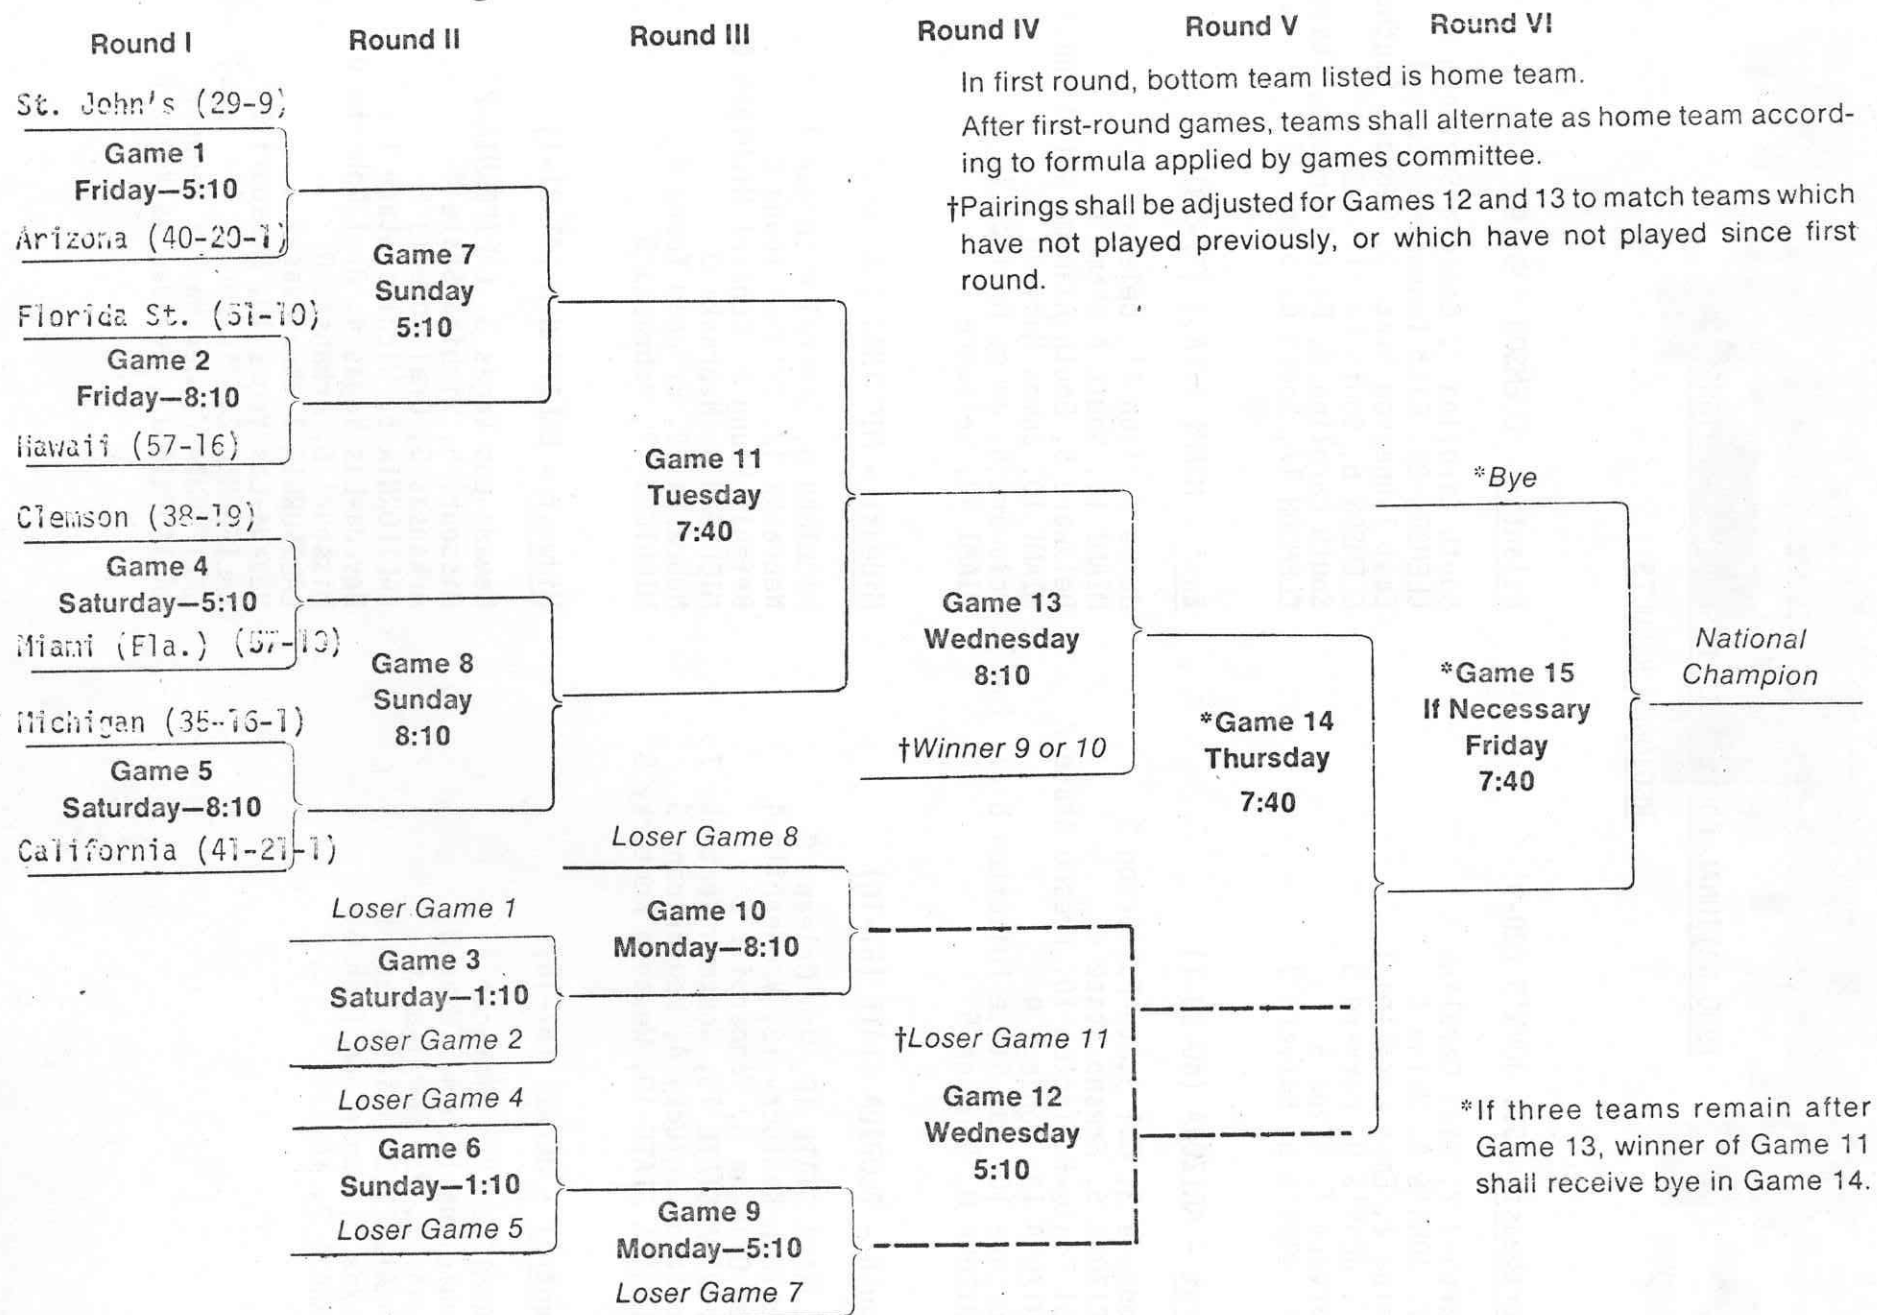 Round I
Round II
Round III
Round IV
Round V
Round VI
In first round, bottom team listed is home team.
After first-round games, teams shall alternate as home team accord-
ing to formula applied by games committee.
†Pairings shall be adjusted for Games 12 and 13 to match teams which
have not played previously, or which have not played since first
round.
St. John's (29-9)
Game 1
Friday—5:10
Arizona (40-20-1)
Florida St. (51-10)
Game 2
Friday—8:10
Hawaii (57-16)
Clemson (38-19)
Game 4
Saturday—5:10
Miami (Fla.)
Michigan (35-16-1)
Game 5
Saturday—8:10
California (41-21-1)
Game 7
Sunday
5:10
Game 8
Sunday
8:10
Loser Game 1
Game 3
Saturday—1:10
Loser Game 2
Loser Game 4
Game 6
Sunday—1:10
Loser Game 5
Game 11
Tuesday
7:40
Loser Game 8
Game 10
Monday—8:10
Game 9
Monday—5:10
Loser Game 7
Game 13
Wednesday
8:10
†Winner 9 or 10
†Loser Game 11
Game 12
Wednesday
5:10
*Game 14
Thursday
7:40
*Bye
*Game 15
If Necessary
Friday
7:40
National
Champion
*If three teams remain after
Game 13, winner of Game 11
shall receive bye in Game 14.